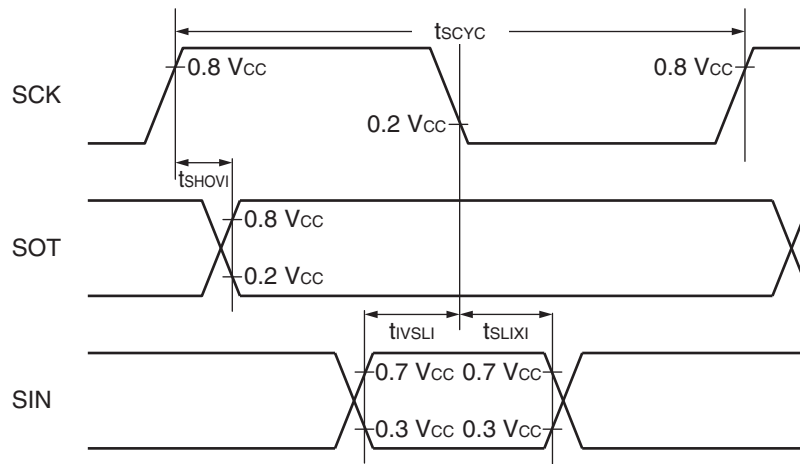 tSCYC
SCK
0.8 VCC
0.8 VCC
0.2 VCC
tSHOVI
SOT
0.8 VCC
0.2 VCC
tIVSLI
tSLIXI
SIN
0.7 VCC 0.7 VCC
0.3 VCC 0.3 VCC